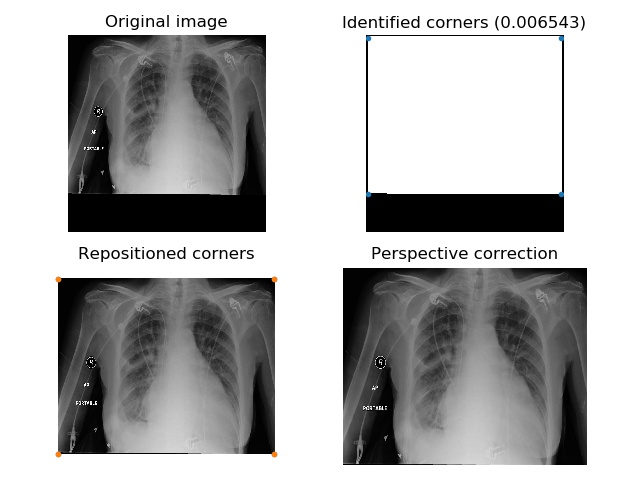 Original image
Identified corners (0.006543)
R
AP
PORTABLE
Repositioned corners
Perspective correction
R
AP
PORTABLE
R
AP
PORTABLE